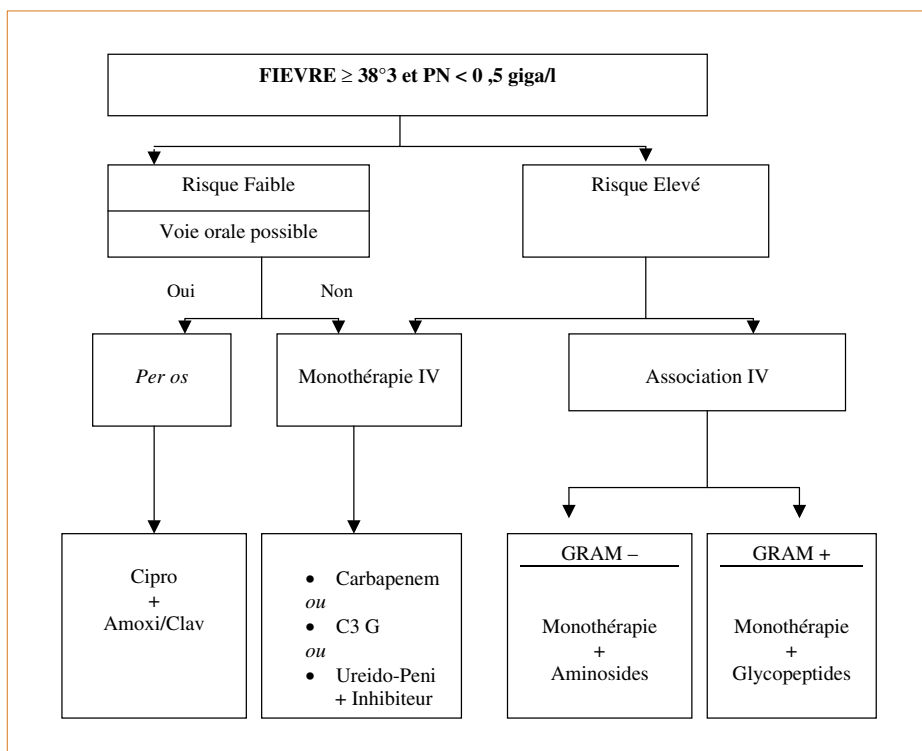 FIEVRE ≥ 38°3 et PN < 0 ,5 giga/l
Risque Faible
Voie orale possible
Risque Elevé
Oui
Non
Per os
Monothérapie IV
Association IV
Cipro
+
Amoxi/Clav
• Carbapenem
ou
• C3 G
ou
• Ureido-Peni
+ Inhibiteur
GRAM –
Monothérapie
+
Aminosides
GRAM +
Monothérapie
+
Glycopeptides